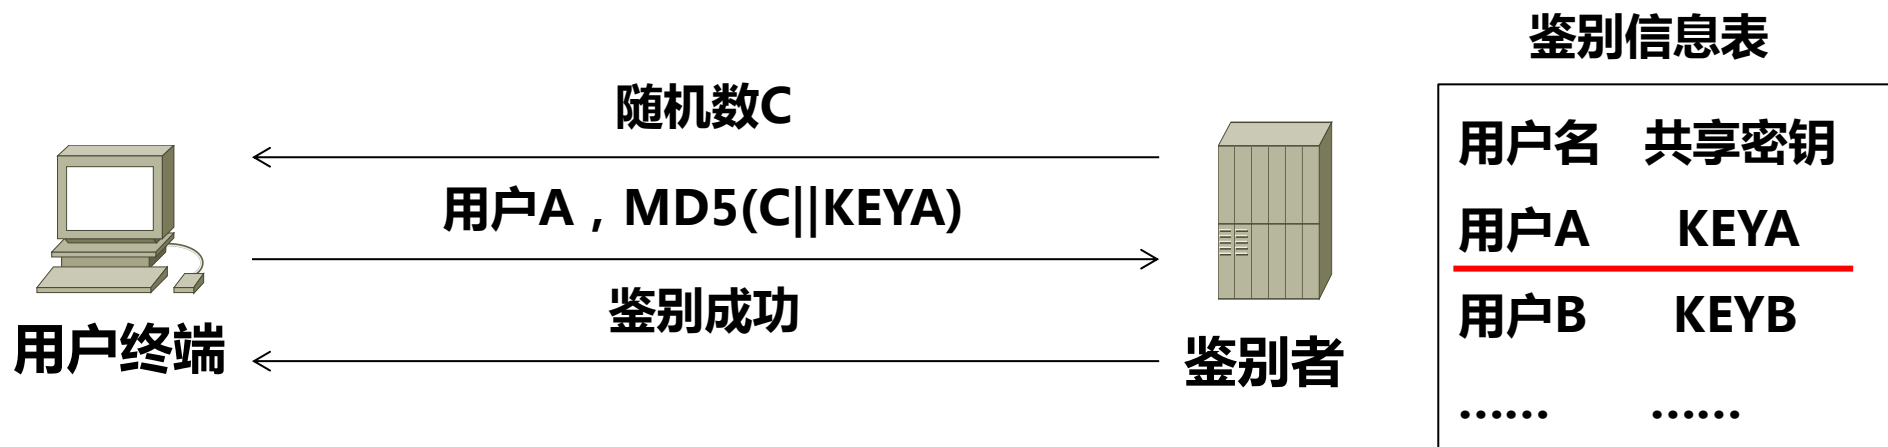 鉴别信息表
随机数C
用户A，MD5(C||KEYA)
鉴别成功
用户终端
鉴别者
用户名 共享密钥
用户A KEYA
用户B KEYB
…… ……